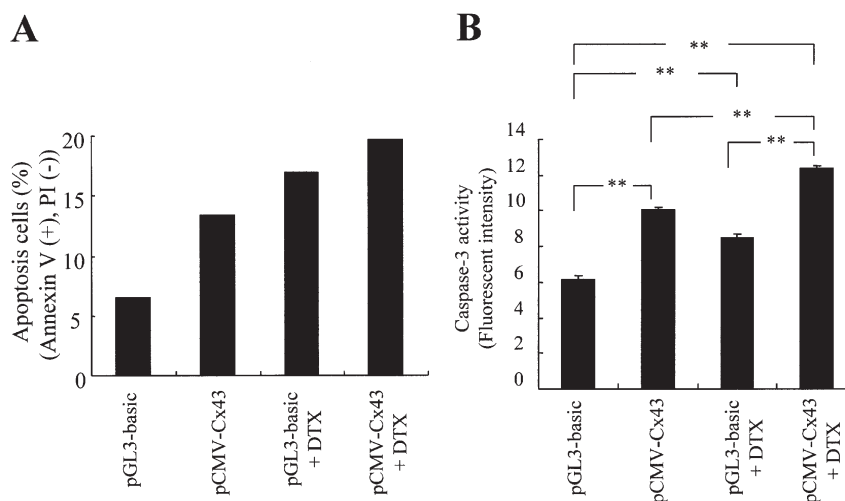 A
Apoptosis cells (%)
(Annexin V (+), PI (-))
20
15
10
5
0
pGL3-basic
pCMV-Cx43
pGL3-basic
+ DTX
pCMV-Cx43
+ DTX
B
**
**
**
**
**
Caspase-3 activity
(Fluorescent intensity)
14
12
10
8
6
4
2
0
pGL3-basic
pCMV-Cx43
pGL3-basic
+ DTX
pCMV-Cx43
+ DTX